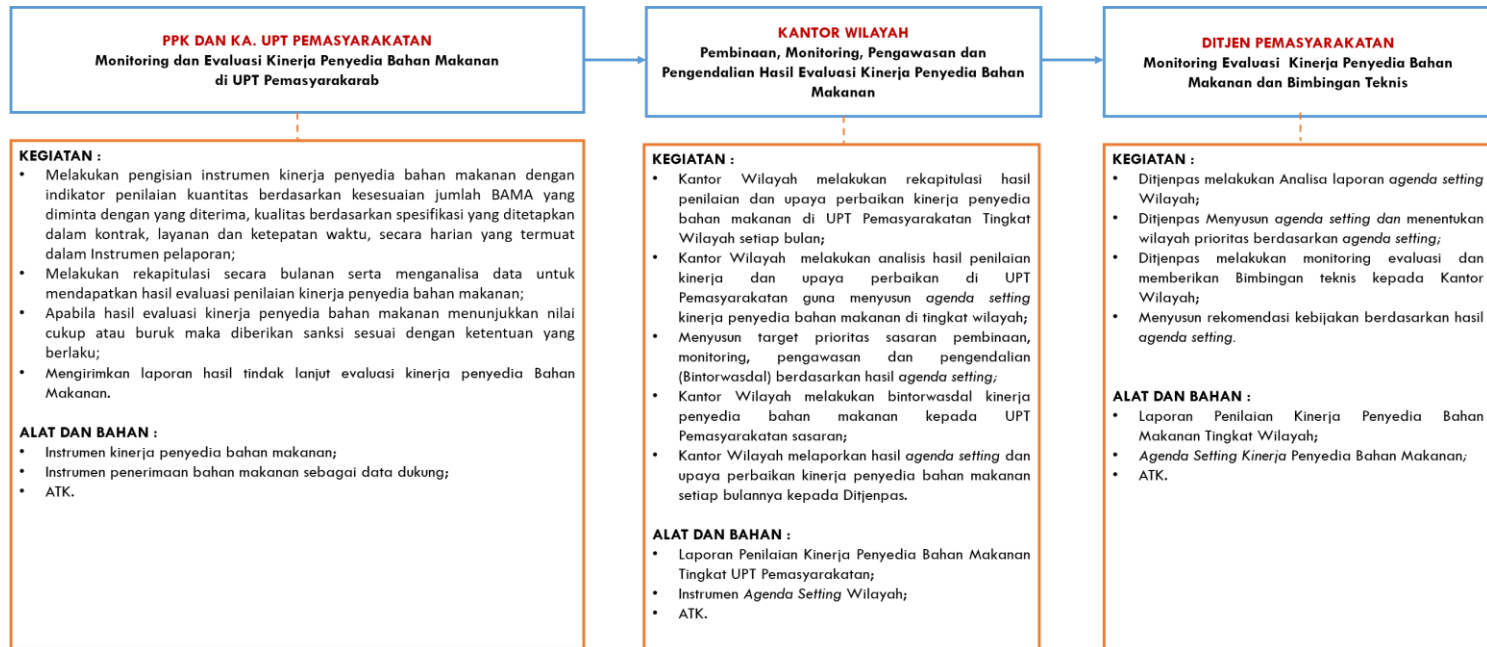 PPK DAN KA. UPT PEMASYARAKATAN
Monitoring dan Evaluasi Kinerja Penyedia Bahan Makanan
di UPT Pemasyarakarab
KEGIATAN :
• Melakukan pengisian instrumen kinerja penyedia bahan makanan dengan
indikator penilaian kuantitas berdasarkan kesesuaian jumlah BAMA yang
diminta dengan yang diterima, kualitas berdasarkan spesifikasi yang ditetapkan
dalam kontrak, layanan dan ketepatan waktu, secara harian yang termuat
dalam Instrumen pelaporan;
• Melakukan rekapitulasi secara bulanan serta menganalisa data untuk
mendapatkan hasil evaluasi penilaian kinerja penyedia bahan makanan;
• Apabila hasil evaluasi kinerja penyedia bahan makanan menunjukkan nilai
cukup atau buruk maka diberikan sanksi sesuai dengan ketentuan yang
berlaku;
• Mengirimkan laporan hasil tindak lanjut evaluasi kinerja penyedia Bahan
Makanan.
ALAT DAN BAHAN :
• Instrumen kinerja penyedia bahan makanan;
• Instrumen penerimaan bahan makanan sebagai data dukung;
• ATK.
KANTOR WILAYAH
Pembinaan, Monitoring, Pengawasan dan
Pengendalian Hasil Evaluasi Kinerja Penyedia Bahan
Makanan
KEGIATAN :
• Kantor Wilayah melakukan rekapitulasi hasil
penilaian dan upaya perbaikan kinerja penyedia
bahan makanan di UPT Pemasyarakatan Tingkat
Wilayah setiap bulan;
• Kantor Wilayah melakukan analisis hasil penilaian
kinerja dan upaya perbaikan di UPT
Pemasyarakatan guna menyusun agenda setting
kinerja penyedia bahan makanan di tingkat wilayah;
• Menyusun target prioritas sasaran pembinaan,
monitoring, pengawasan dan pengendalian
(Bintorwasdal) berdasarkan hasil agenda setting;
• Kantor Wilayah melakukan bintorwasdal kinerja
penyedia bahan makanan kepada UPT
Pemasyarakatan sasaran;
• Kantor Wilayah melaporkan hasil agenda setting dan
upaya perbaikan kinerja penyedia bahan makanan
setiap bulannya kepada Ditjenpas.
ALAT DAN BAHAN :
• Laporan Penilaian Kinerja Penyedia Bahan Makanan
Tingkat UPT Pemasyarakatan;
• Instrumen Agenda Setting Wilayah;
• ATK.
DITJEN PEMASYARAKATAN
Monitoring Evaluasi Kinerja Penyedia Bahan
Makanan dan Bimbingan Teknis
KEGIATAN :
• Ditjenpas melakukan Analisa laporan agenda setting
Wilayah;
• Ditjenpas Menyusun agenda setting dan menentukan
wilayah prioritas berdasarkan agenda setting;
• Ditjenpas melakukan monitoring evaluasi dan
memberikan Bimbingan teknis kepada Kantor
Wilayah;
• Menyusun rekomendasi kebijakan berdasarkan hasil
agenda setting.
ALAT DAN BAHAN :
• Laporan Penilaian Kinerja Penyedia Bahan
Makanan Tingkat Wilayah;
• Agenda Setting Kinerja Penyedia Bahan Makanan;
• ATK.